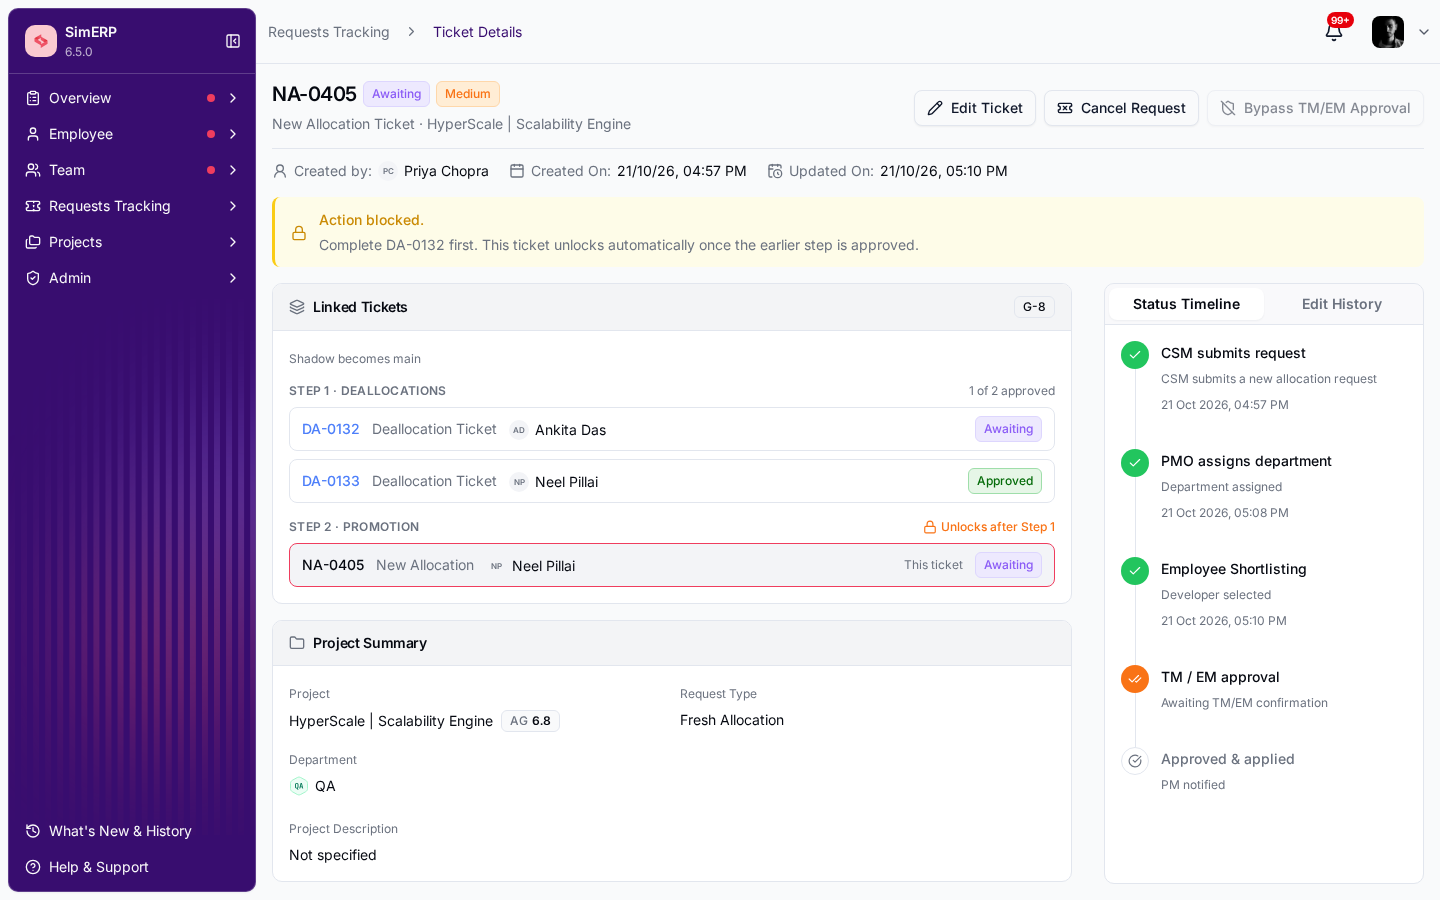 SimERP
6.5.0
Overview
Employee
Team
Requests Tracking
Projects
Admin
What's New & History
Help & Support
Requests Tracking
Ticket Details
99+
NA-0405
Awaiting
Medium
New Allocation Ticket · HyperScale | Scalability Engine
Edit Ticket
Cancel Request
Bypass TM/EM Approval
Created by: PC Priya Chopra
Created On: 21/10/26, 04:57 PM
Updated On: 21/10/26, 05:10 PM
Action blocked.
Complete DA-0132 first. This ticket unlocks automatically once the earlier step is approved.
Linked Tickets
G-8
Shadow becomes main
STEP 1 · DEALLOCATIONS
1 of 2 approved
DA-0132 Deallocation Ticket AD Ankita Das Awaiting
DA-0133 Deallocation Ticket NP Neel Pillai Approved
STEP 2 · PROMOTION
Unlocks after Step 1
NA-0405 New Allocation NP Neel Pillai This ticket Awaiting
Project Summary
Project
HyperScale | Scalability Engine AG 6.8
Request Type
Fresh Allocation
Department
QA QA
Project Description
Not specified
Status Timeline
Edit History
CSM submits request
CSM submits a new allocation request
21 Oct 2026, 04:57 PM
PMO assigns department
Department assigned
21 Oct 2026, 05:08 PM
Employee Shortlisting
Developer selected
21 Oct 2026, 05:10 PM
TM / EM approval
Awaiting TM/EM confirmation
Approved & applied
PM notified